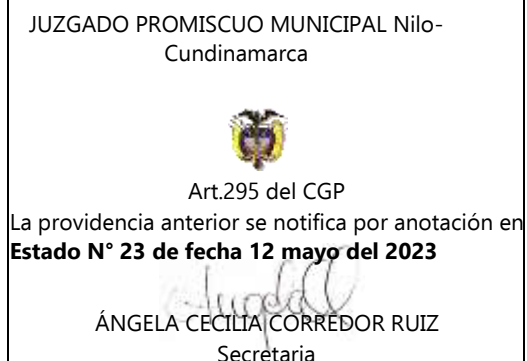 JUZGADO PROMISCUO MUNICIPAL Nilo-
Cundinamarca
Art.295 del CGP
La providencia anterior se notifica por anotación en
Estado N° 23 de fecha 12 mayo del 2023
ÁNGELA CECILIA CORREDOR RUIZ
Secretaria